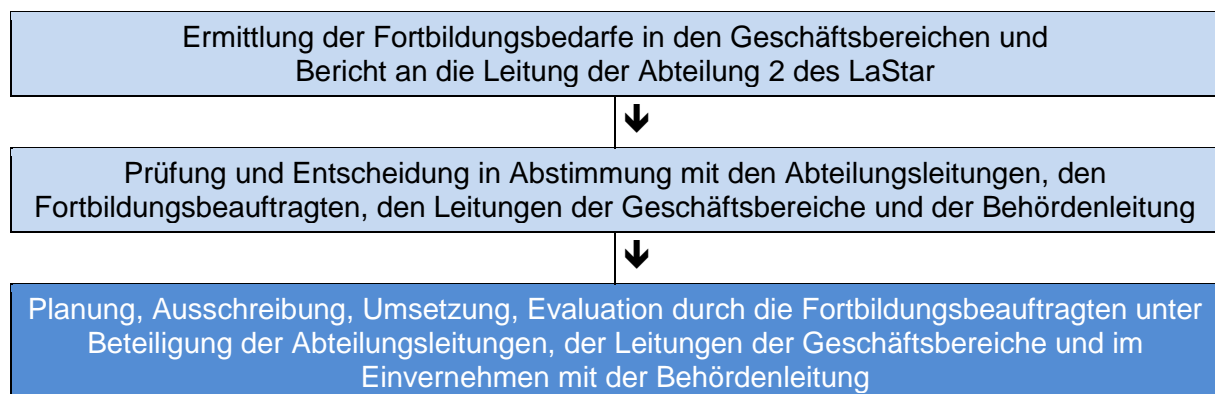 Ermittlung der Fortbildungsbedarfe in den Geschäftsbereichen und
Bericht an die Leitung der Abteilung 2 des LaStar
Prüfung und Entscheidung in Abstimmung mit den Abteilungsleitungen, den
Fortbildungsbeauftragten, den Leitungen der Geschäftsbereiche und der Behördenleitung
Planung, Ausschreibung, Umsetzung, Evaluation durch die Fortbildungsbeauftragten unter
Beteiligung der Abteilungsleitungen, der Leitungen der Geschäftsbereiche und im
Einvernehmen mit der Behördenleitung